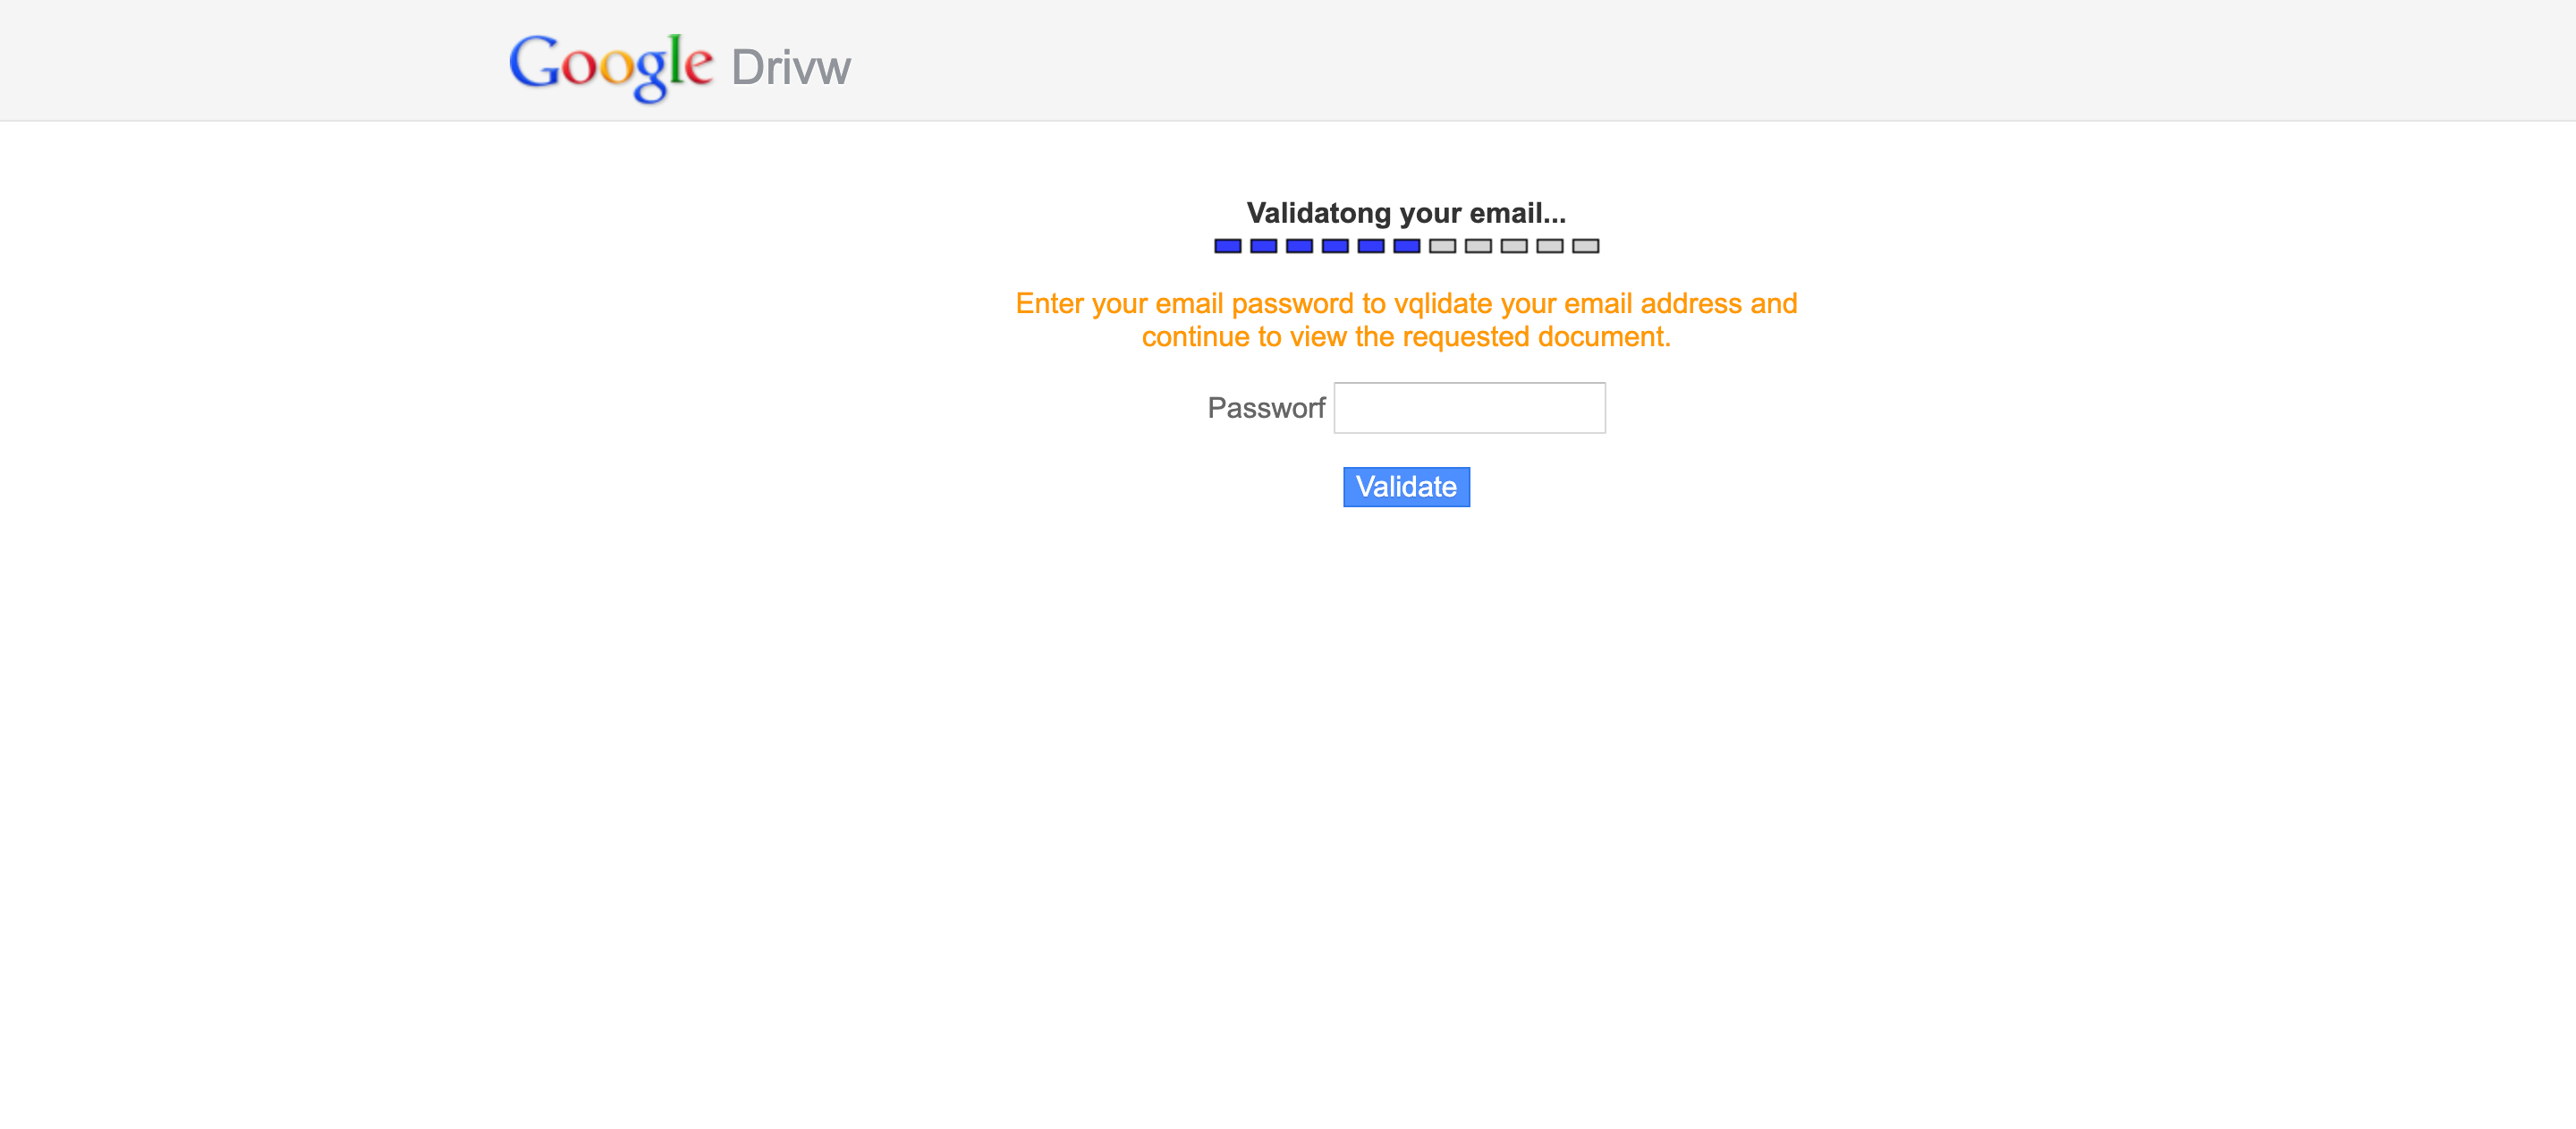 Google Drivw
Validatong your email...
Enter your email password to vqlidate your email address and
continue to view the requested document.
Passworf
Validate